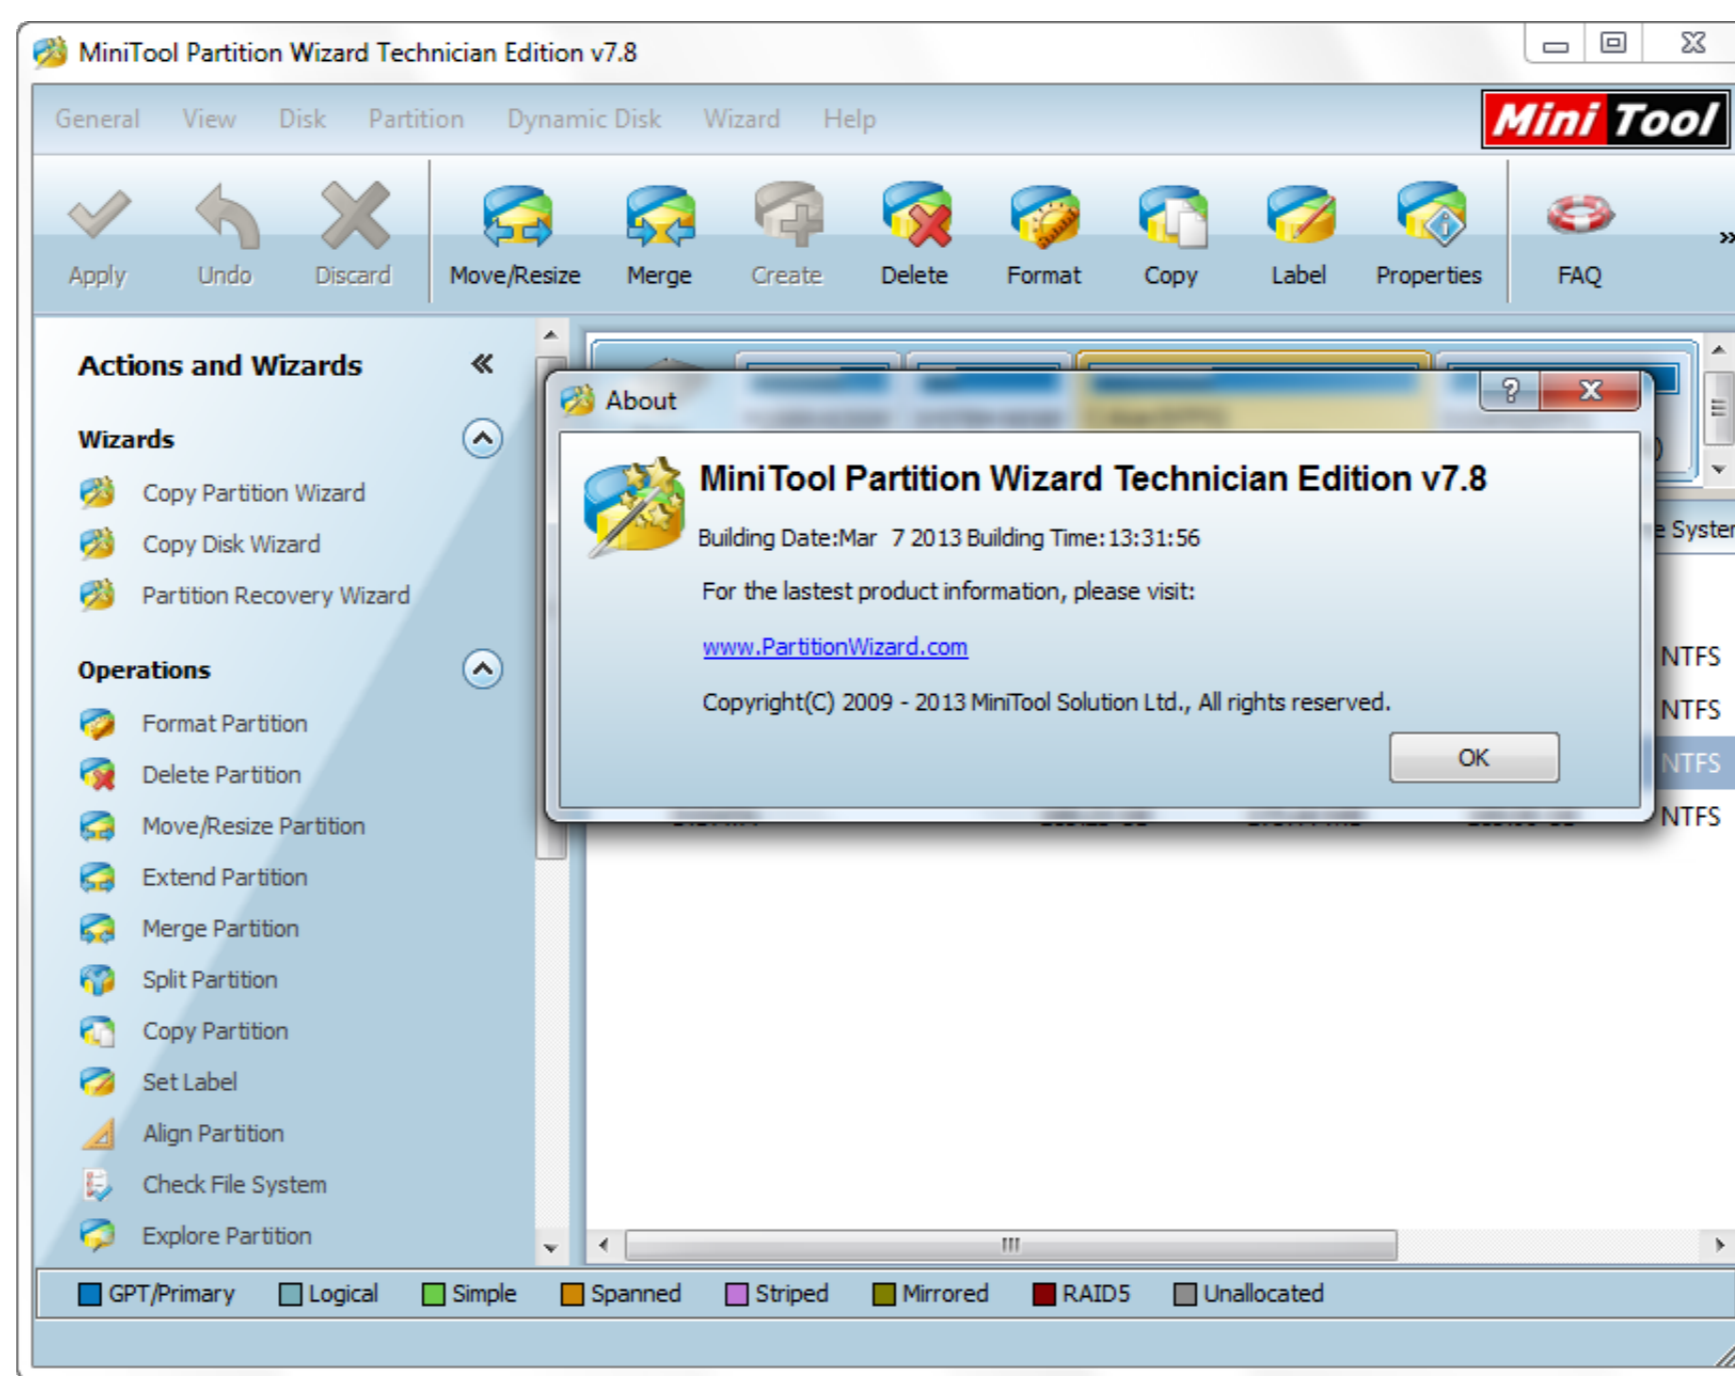 MiniTool Partition Wizard Technician Edition v7.8
General View Disk Partition Dynamic Disk Wizard Help
Mini Tool
Apply Undo Discard Move/Resize Merge Create Delete Format Copy Label Properties FAQ »
Actions and Wizards «
Wizards
Copy Partition Wizard
Copy Disk Wizard
Partition Recovery Wizard
Operations
Format Partition
Delete Partition
Move/Resize Partition
Extend Partition
Merge Partition
Split Partition
Copy Partition
Set Label
Align Partition
Check File System
Explore Partition
About
MiniTool Partition Wizard Technician Edition v7.8
Building Date:Mar 7 2013 Building Time:13:31:56
For the lastest product information, please visit:
www.PartitionWizard.com
Copyright(C) 2009 - 2013 MiniTool Solution Ltd., All rights reserved.
OK
NTFS
NTFS
NTFS
NTFS
GPT/Primary Logical Simple Spanned Striped Mirrored RAID5 Unallocated